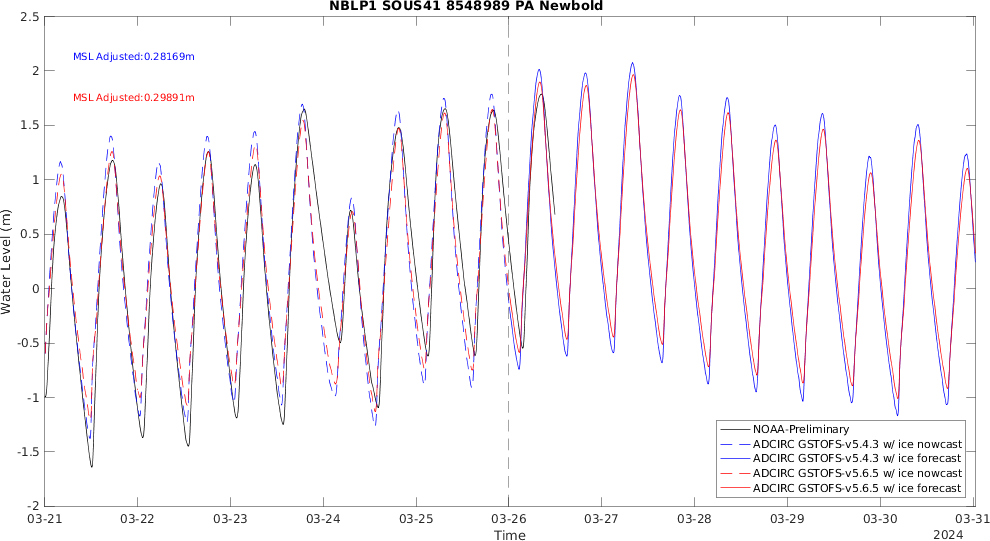 NBLP1 SOUS41 8548989 PA Newbold
MSL Adjusted:0.28169m
MSL Adjusted:0.29891m
Water Level (m)
2.5
2
1.5
1
0.5
0
-0.5
-1
-1.5
-2
NOAA-Preliminary
ADCIRC GSTOFS-v5.4.3 w/ ice nowcast
ADCIRC GSTOFS-v5.4.3 w/ ice forecast
ADCIRC GSTOFS-v5.6.5 w/ ice nowcast
ADCIRC GSTOFS-v5.6.5 w/ ice forecast
03-21 03-22 03-23 03-24 03-25 03-26 03-27 03-28 03-29 03-30 03-31
Time
2024